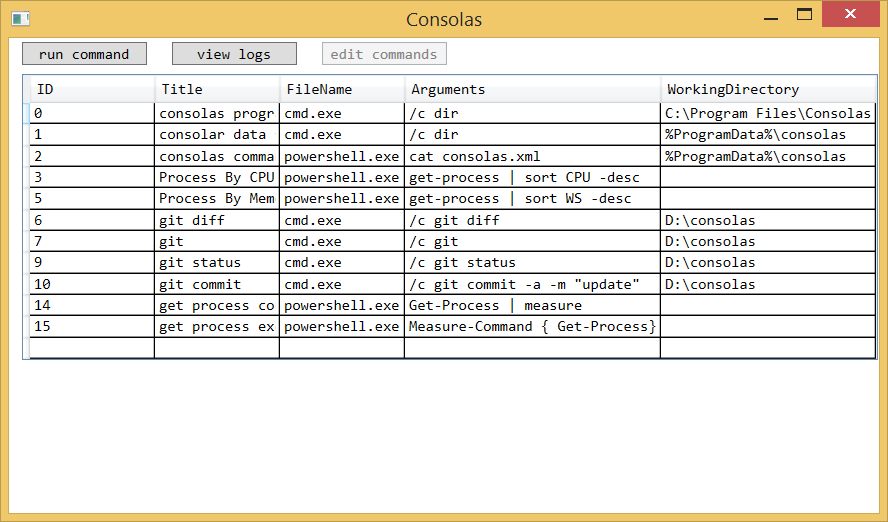 Consolas
run command view logs edit commands
ID Title FileName Arguments WorkingDirectory
0 consolas progr cmd.exe /c dir C:\Program Files\Consolas
1 consolar data cmd.exe /c dir %ProgramData%\consolas
2 consolas comma powershell.exe cat consolas.xml %ProgramData%\consolas
3 Process By CPU powershell.exe get-process | sort CPU -desc
5 Process By Mem powershell.exe get-process | sort WS -desc
6 git diff cmd.exe /c git diff D:\consolas
7 git cmd.exe /c git D:\consolas
9 git status cmd.exe /c git status D:\consolas
10 git commit cmd.exe /c git commit -a -m "update" D:\consolas
14 get process co powershell.exe Get-Process | measure
15 get process ex powershell.exe Measure-Command { Get-Process}